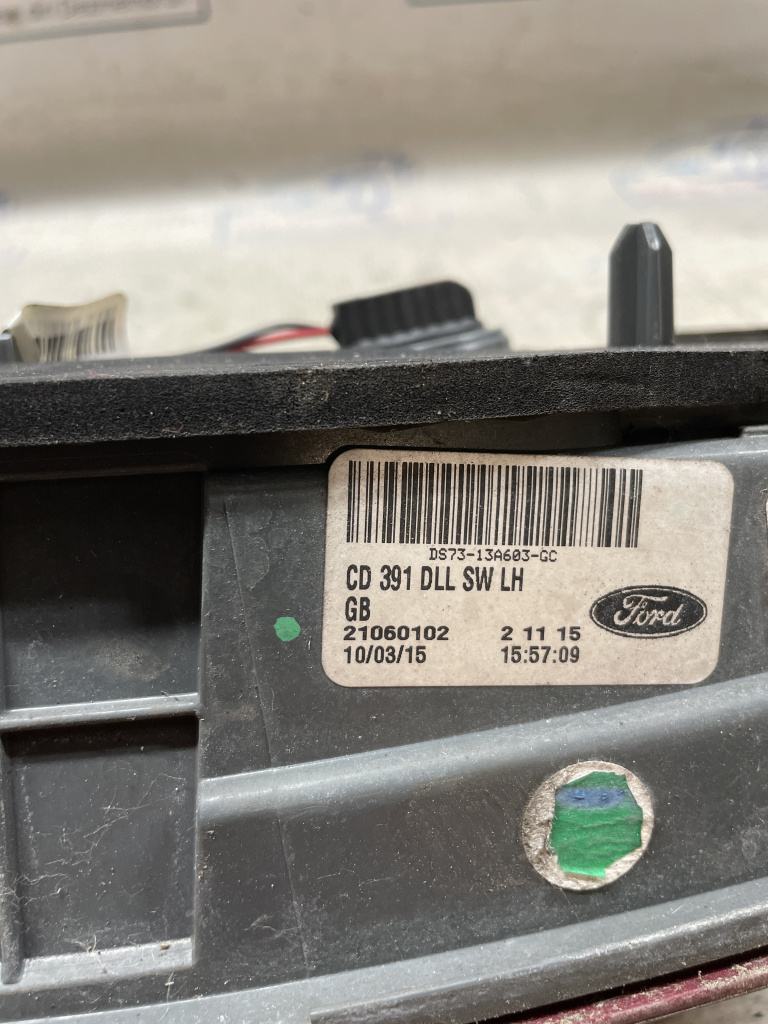 DS73-13A603-GC
CD 391 DLL SW LH
GB
21060102 2 11 15
10/03/15 15:57:09
Ford